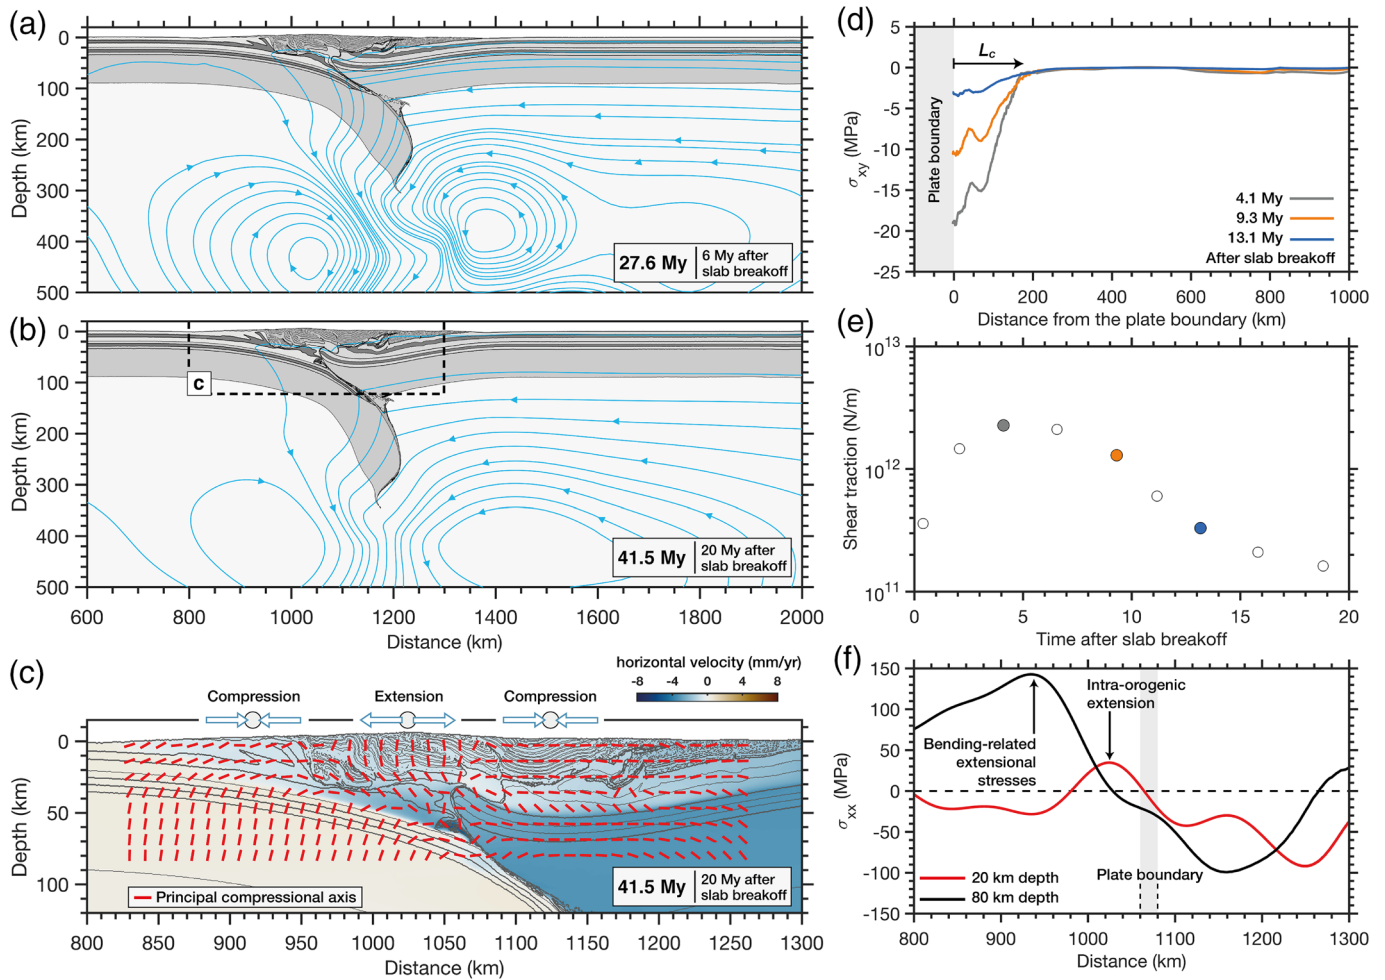 (a)
0
100
200
300
400
500
Depth (km)
27.6 My
6 My after
slab breakoff
(b)
0
100
200
300
400
500
Depth (km)
c
41.5 My
20 My after
slab breakoff
600 800 1000 1200 1400 1600 1800 2000
Distance (km)
(c)
horizontal velocity (mm/yr)
-8 -4 0 4 8
Compression Extension Compression
0
50
100
Depth (km)
Principal compressional axis
41.5 My
20 My after
slab breakoff
800 850 900 950 1000 1050 1100 1150 1200 1250 1300
Distance (km)
(d)
5
0
-5
-10
-15
-20
-25
σxy (MPa)
Plate boundary
Lc
4.1 My
9.3 My
13.1 My
After slab breakoff
0 200 400 600 800 1000
Distance from the plate boundary (km)
(e)
10¹³
10¹²
10¹¹
Shear traction (N/m)
0 5 10 15 20
Time after slab breakoff
(f)
150
100
50
0
-50
-100
-150
σxx (MPa)
Intra-orogenic
extension
Bending-related
extensional
stresses
Plate boundary
20 km depth
80 km depth
800 900 1000 1100 1200 1300
Distance (km)